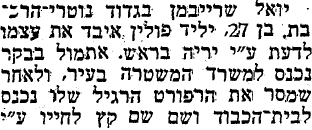 יואל שרייבמן בגדוד נוטרי־הרכ־
בת, בן 27, יליד פולין איבד את עצמו
לדעת ע״י יריה בראש. אתמול בבקר
נכנס למשרד המשטרה בעיר, ולאחר
שמסר את הרפורט הרגיל שלו נכנס
לבית־הכבוד ושם שם קץ לחייו ע״י